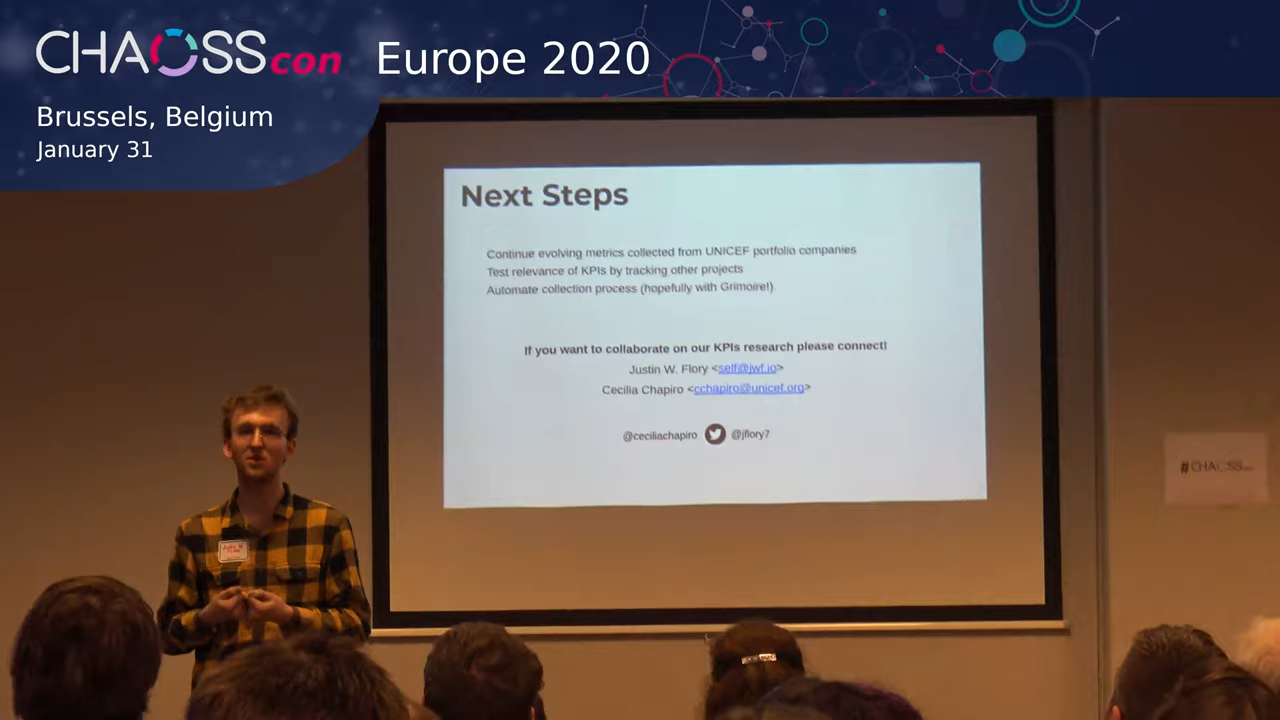 CHAOSScon Europe 2020
Brussels, Belgium
January 31
Next Steps
Continue evolving metrics collected from UNICEF portfolio companies
Test relevance of KPIs by tracking other projects
Automate collection process (hopefully with Grimoire!)
If you want to collaborate on our KPIs research please connect!
Justin W. Flory <self@jwf.io>
Cecilia Chapiro <cchapiro@unicef.org>
@ceciliachapiro @jflory7
#CHAOSScon
Justin W.